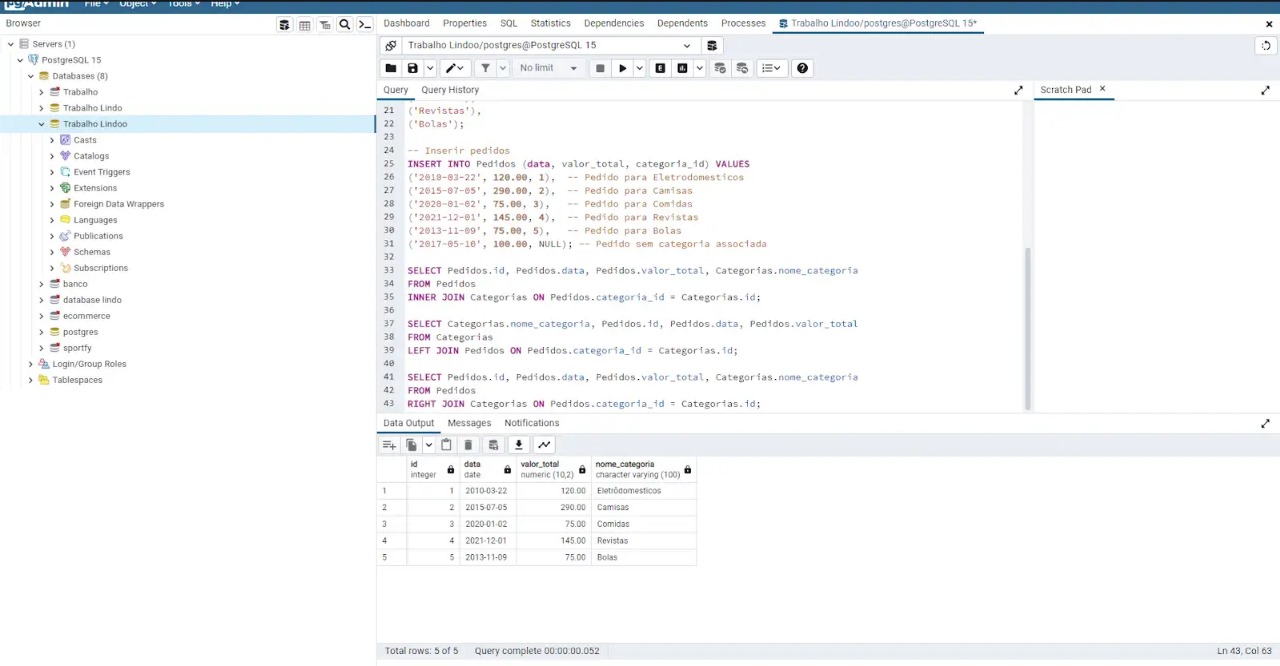 pgAdmin File Object Tools Help
Browser
Dashboard Properties SQL Statistics Dependencies Dependents Processes Trabalho Lindoo/postgres@PostgreSQL 15*
Servers (1)
PostgreSQL 15
Databases (8)
Trabalho
Trabalho Lindo
Trabalho Lindoo
Casts
Catalogs
Event Triggers
Extensions
Foreign Data Wrappers
Languages
Publications
Schemas
Subscriptions
banco
database lindo
ecommerce
postgres
sportfy
Login/Group Roles
Tablespaces
Trabalho Lindoo/postgres@PostgreSQL 15
No limit
Query Query History
Scratch Pad
21 ('Revistas'),
22 ('Bolas');
23
24 -- Inserir pedidos
25 INSERT INTO Pedidos (data, valor_total, categoria_id) VALUES
26 ('2010-03-22', 120.00, 1), -- Pedido para Eletrodomesticos
27 ('2015-07-05', 290.00, 2), -- Pedido para Camisas
28 ('2020-01-02', 75.00, 3), -- Pedido para Comidas
29 ('2021-12-01', 145.00, 4), -- Pedido para Revistas
30 ('2013-11-09', 75.00, 5), -- Pedido para Bolas
31 ('2017-05-10', 100.00, NULL); -- Pedido sem categoria associada
32
33 SELECT Pedidos.id, Pedidos.data, Pedidos.valor_total, Categorias.nome_categoria
34 FROM Pedidos
35 INNER JOIN Categorias ON Pedidos.categoria_id = Categorias.id;
36
37 SELECT Categorias.nome_categoria, Pedidos.id, Pedidos.data, Pedidos.valor_total
38 FROM Categorias
39 LEFT JOIN Pedidos ON Pedidos.categoria_id = Categorias.id;
40
41 SELECT Pedidos.id, Pedidos.data, Pedidos.valor_total, Categorias.nome_categoria
42 FROM Pedidos
43 RIGHT JOIN Categorias ON Pedidos.categoria_id = Categorias.id;
Data Output Messages Notifications
id data valor_total nome_categoria
integer date numeric (10,2) character varying (100)
1 1 2010-03-22 120.00 Eletrôdomesticos
2 2 2015-07-05 290.00 Camisas
3 3 2020-01-02 75.00 Comidas
4 4 2021-12-01 145.00 Revistas
5 5 2013-11-09 75.00 Bolas
Total rows: 5 of 5 Query complete 00:00:00.052 Ln 43, Col 63